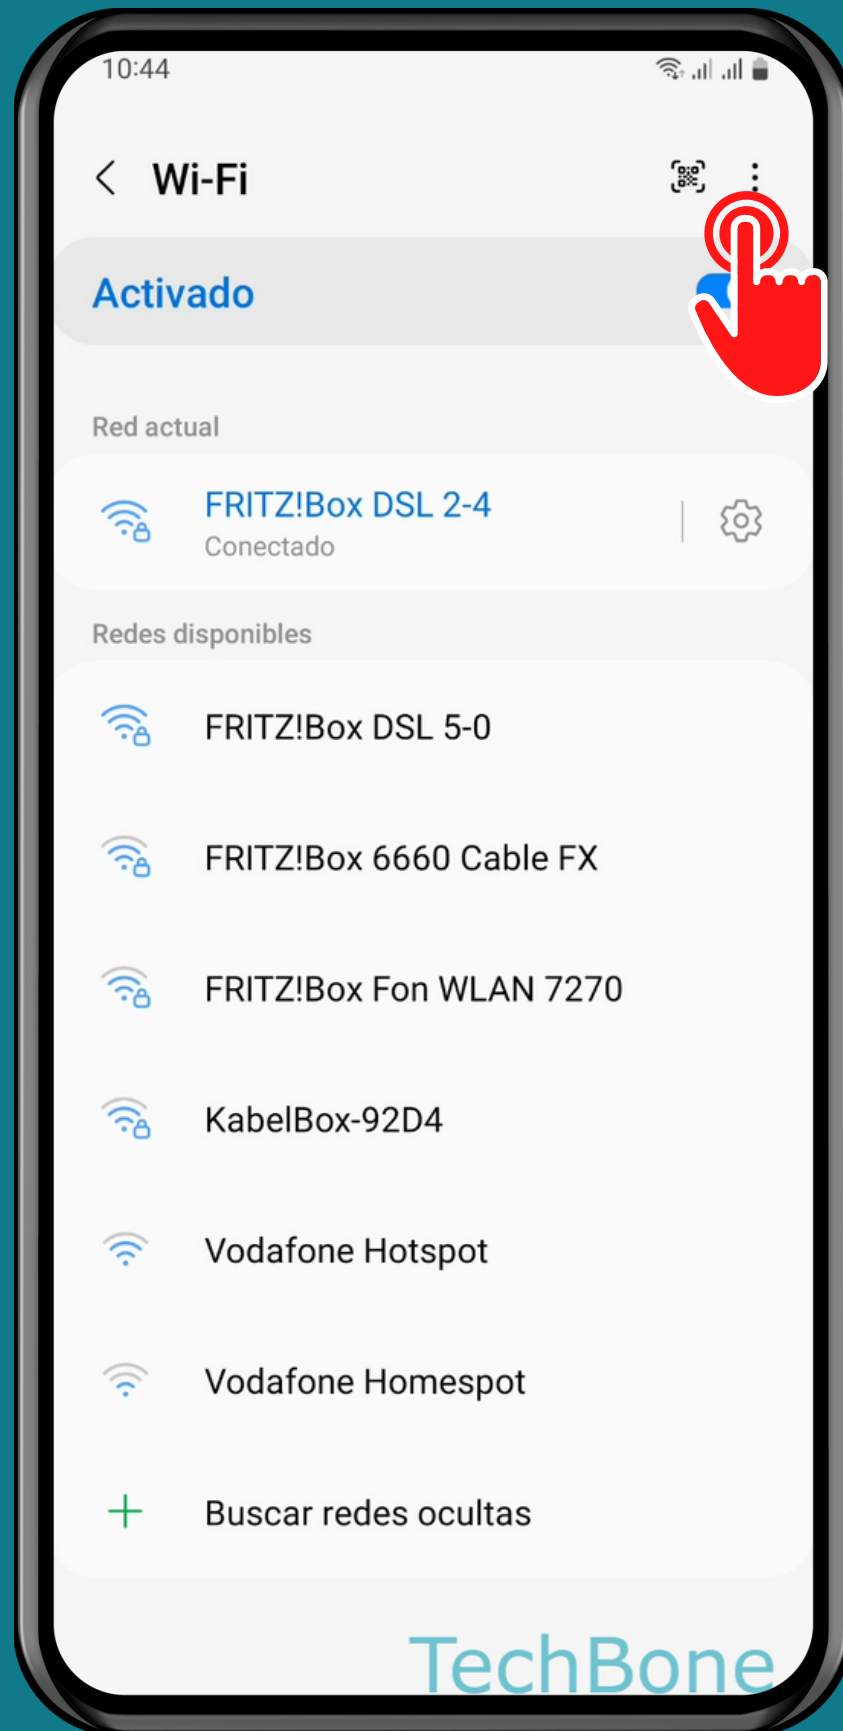 10:44
Wi-Fi
Activado
Red actual
FRITZ!Box DSL 2-4
Conectado
Redes disponibles
FRITZ!Box DSL 5-0
FRITZ!Box 6660 Cable FX
FRITZ!Box Fon WLAN 7270
KabelBox-92D4
Vodafone Hotspot
Vodafone Homespot
Buscar redes ocultas
TechBone